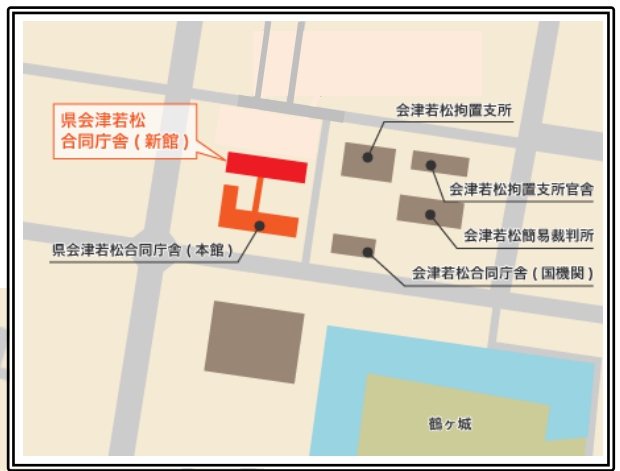 会津若松拘置支所
県会津若松
合同庁舎 ( 新館 )
会津若松拘置支所官舎
会津若松簡易裁判所
県会津若松合同庁舎 ( 本館 )
会津若松合同庁舎 ( 国機関 )
鶴ヶ城